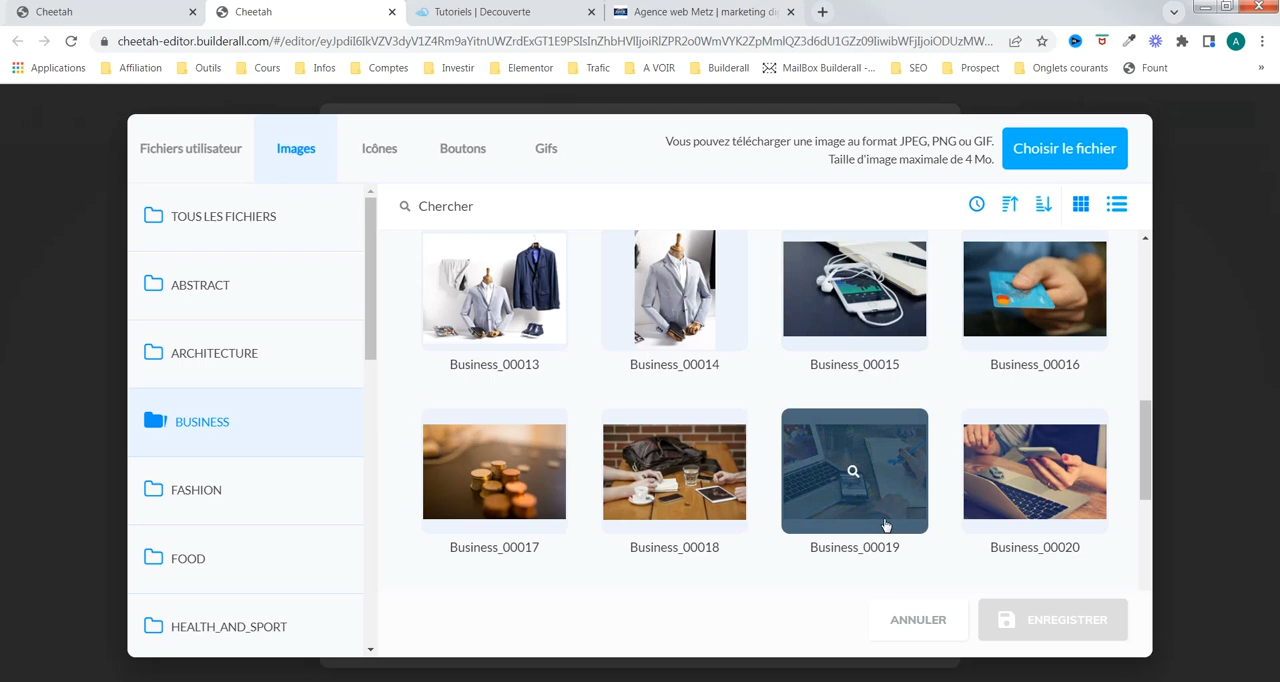 Cheetah
Cheetah
Tutoriels | Decouverte
Agence web Metz | marketing di
cheetah-editor.builderall.com/#/editor/
Applications
Affiliation
Outils
Cours
Infos
Comptes
Investir
Elementor
Trafic
A VOIR
Builderall
MailBox Builderall -...
SEO
Prospect
Onglets courants
Fount
»
A
Fichiers utilisateur
Images
Icônes
Boutons
Gifs
Vous pouvez télécharger une image au format JPEG, PNG ou GIF.
Taille d'image maximale de 4 Mo.
Choisir le fichier
Chercher
TOUS LES FICHIERS
ABSTRACT
ARCHITECTURE
BUSINESS
FASHION
FOOD
HEALTH_AND_SPORT
Business_00013
Business_00014
Business_00015
Business_00016
Business_00017
Business_00018
Business_00019
Business_00020
ANNULER
ENREGISTRER